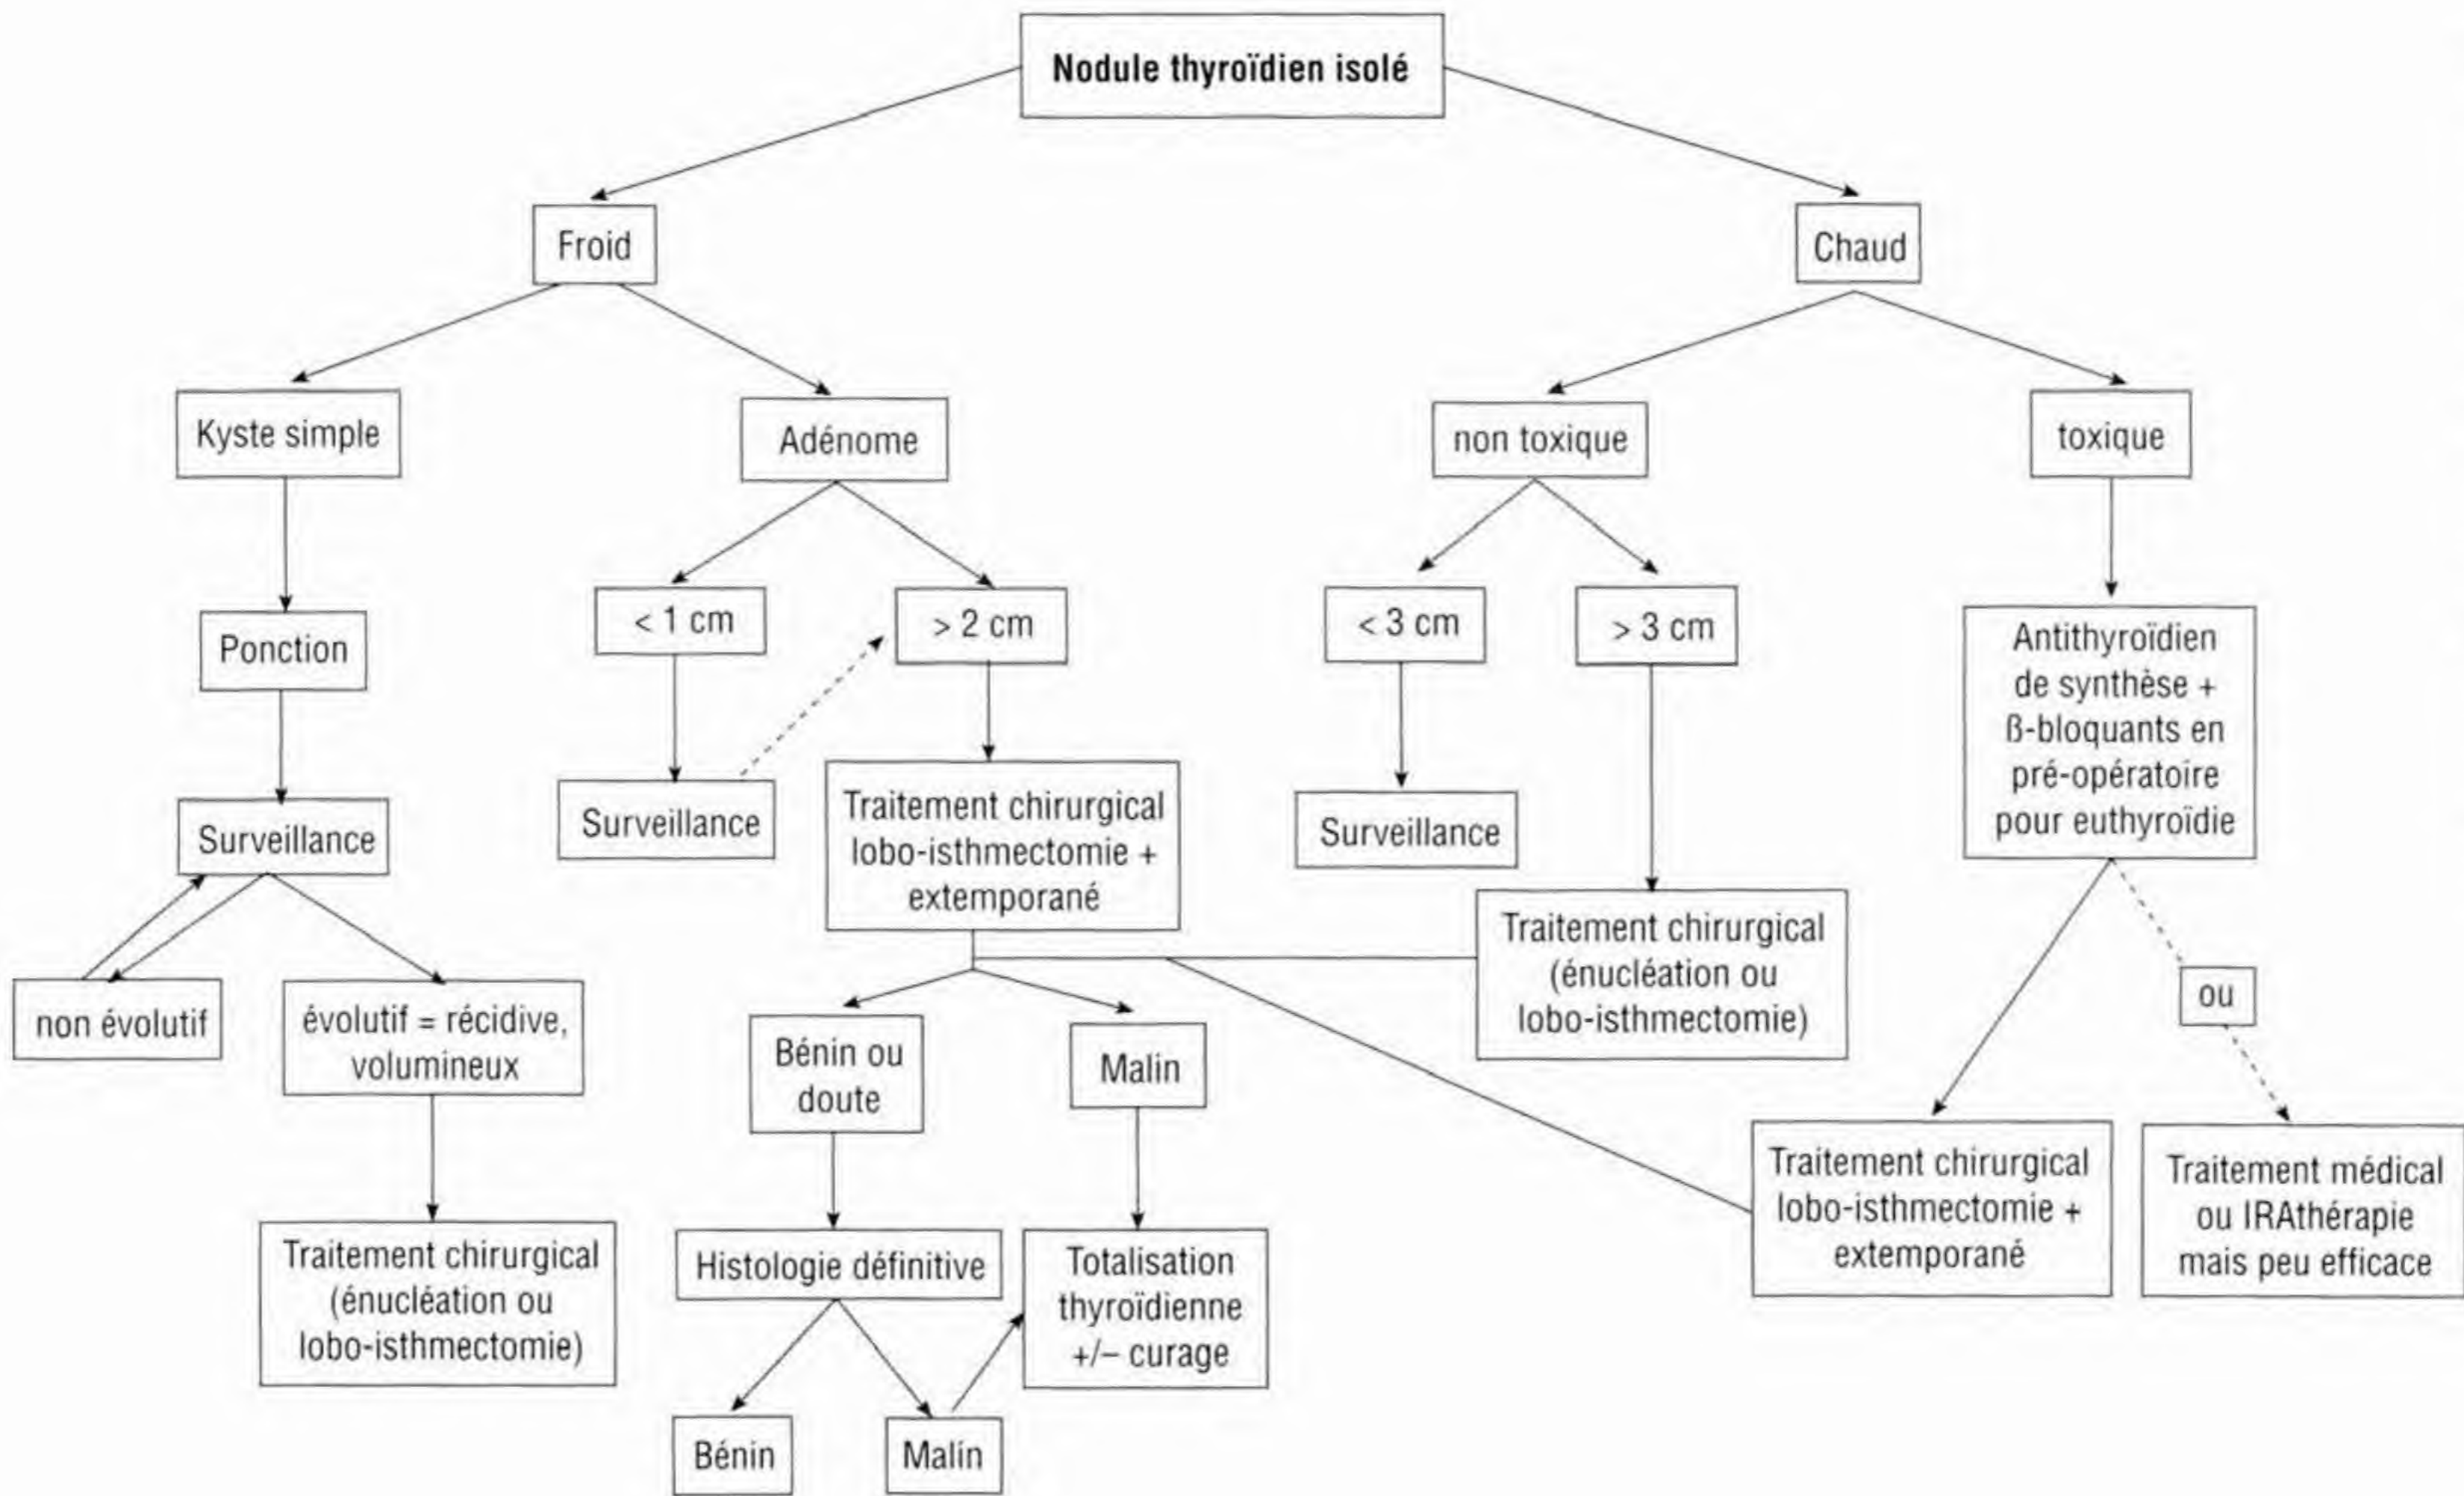 Nodule thyroïdien isolé
Froid
Chaud
Kyste simple
Adénome
non toxique
toxique
< 1 cm
> 2 cm
< 3 cm
> 3 cm
Ponction
Antithyroïdien
de synthèse +
ß-bloquants en
pré-opératoire
pour euthyroïdie
Surveillance
Surveillance
Traitement chirurgical
lobo-isthmectomie +
extemporané
Surveillance
Traitement chirurgical
(énucléation ou
lobo-isthmectomie)
non évolutif
évolutif = récidive,
volumineux
Bénin ou
doute
Malin
ou
Traitement chirurgical
lobo-isthmectomie +
extemporané
Traitement médical
ou IRAthérapie
mais peu efficace
Traitement chirurgical
(énucléation ou
lobo-isthmectomie)
Histologie définitive
Totalisation
thyroïdienne
+/– curage
Bénin
Malin